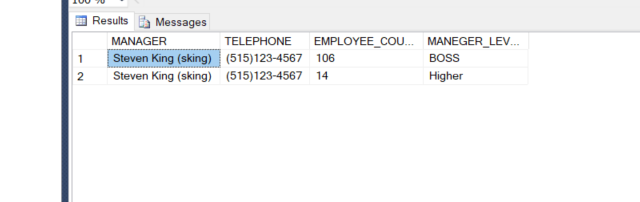 100 %
Results Messages
MANAGER TELEPHONE EMPLOYEE_COU... MANEGER_LEV...
1 Steven King (sking) (515)123-4567 106 BOSS
2 Steven King (sking) (515)123-4567 14 Higher